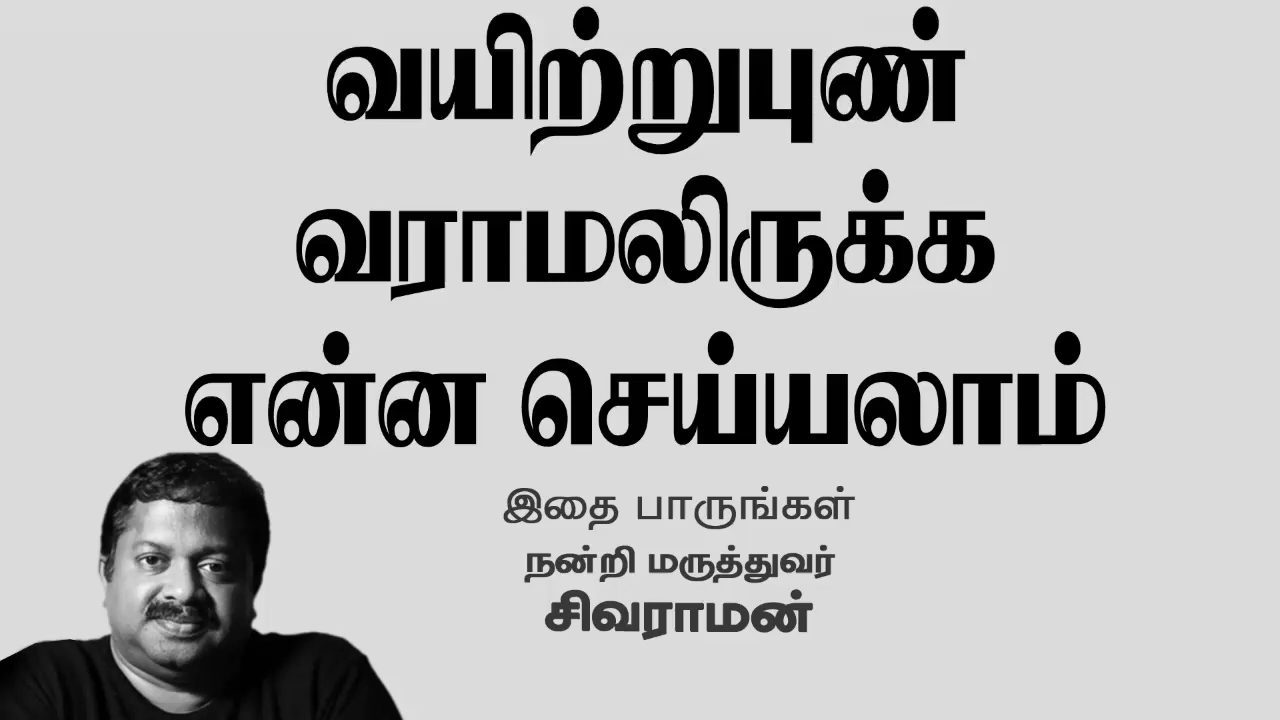 வயிற்றுபுண்
வராமலிருக்க
என்ன செய்யலாம்
இதை பாருங்கள்
நன்றி மருத்துவர்
சிவராமன்